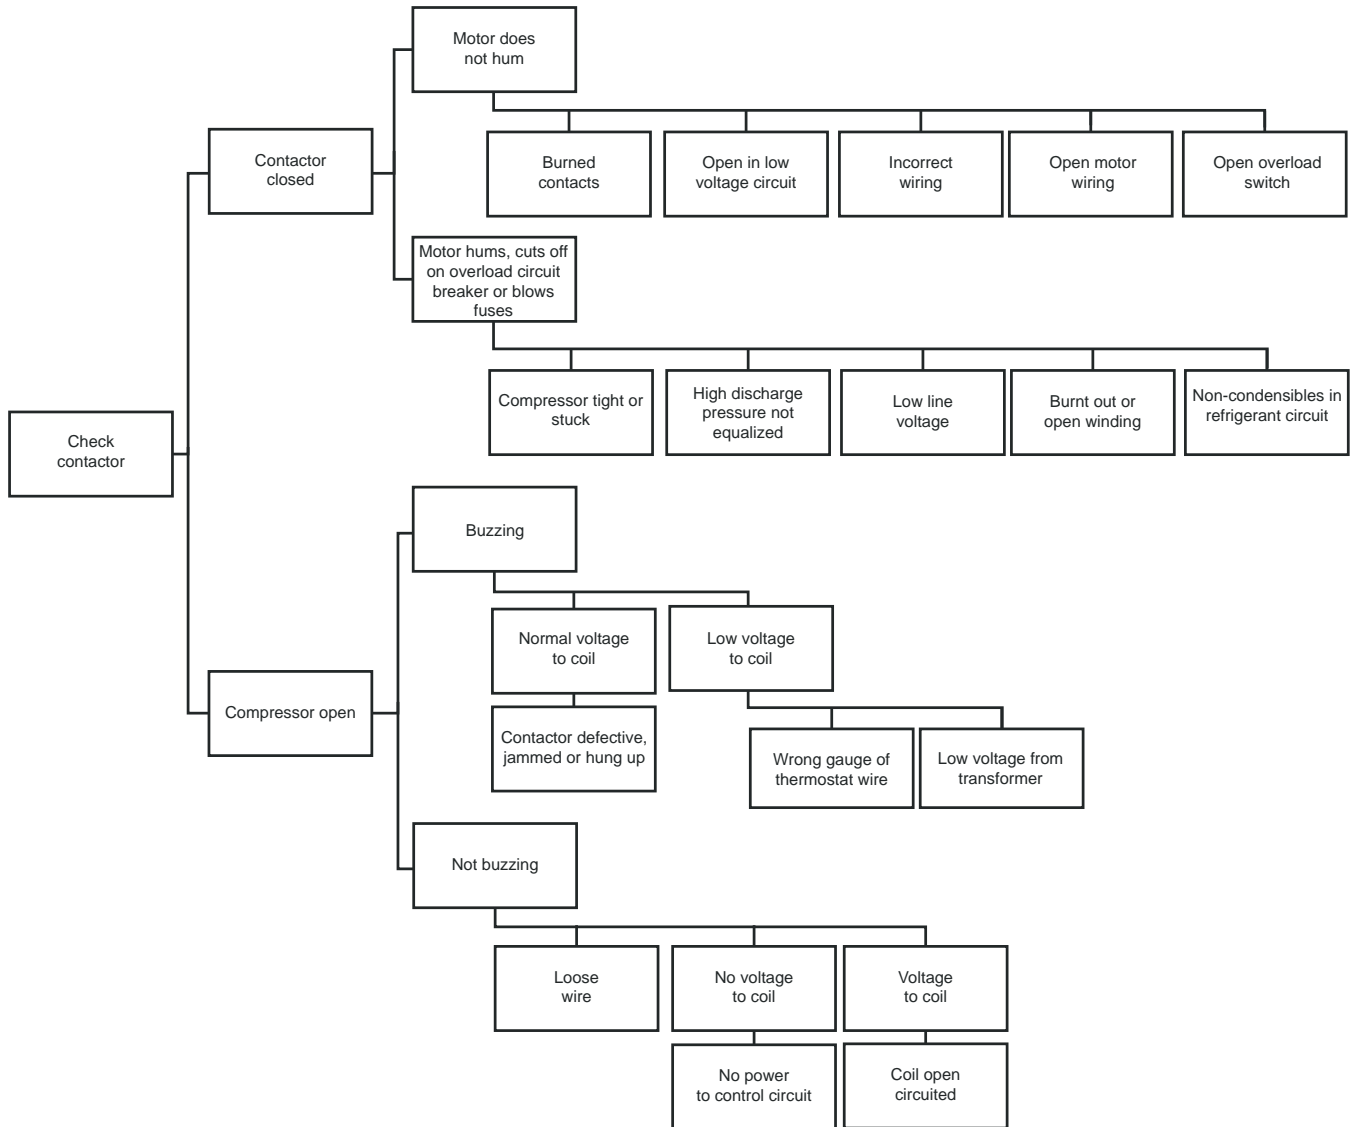 Motor does
not hum
Contactor
closed
Burned
contacts
Open in low
voltage circuit
Incorrect
wiring
Open motor
wiring
Open overload
switch
Motor hums, cuts off
on overload circuit
breaker or blows
fuses
Compressor tight or
stuck
High discharge
pressure not
equalized
Low line
voltage
Burnt out or
open winding
Non-condensibles in
refrigerant circuit
Check
contactor
Buzzing
Normal voltage
to coil
Low voltage
to coil
Compressor open
Contactor defective,
jammed or hung up
Wrong gauge of
thermostat wire
Low voltage from
transformer
Not buzzing
Loose
wire
No voltage
to coil
Voltage
to coil
No power
to control circuit
Coil open
circuited